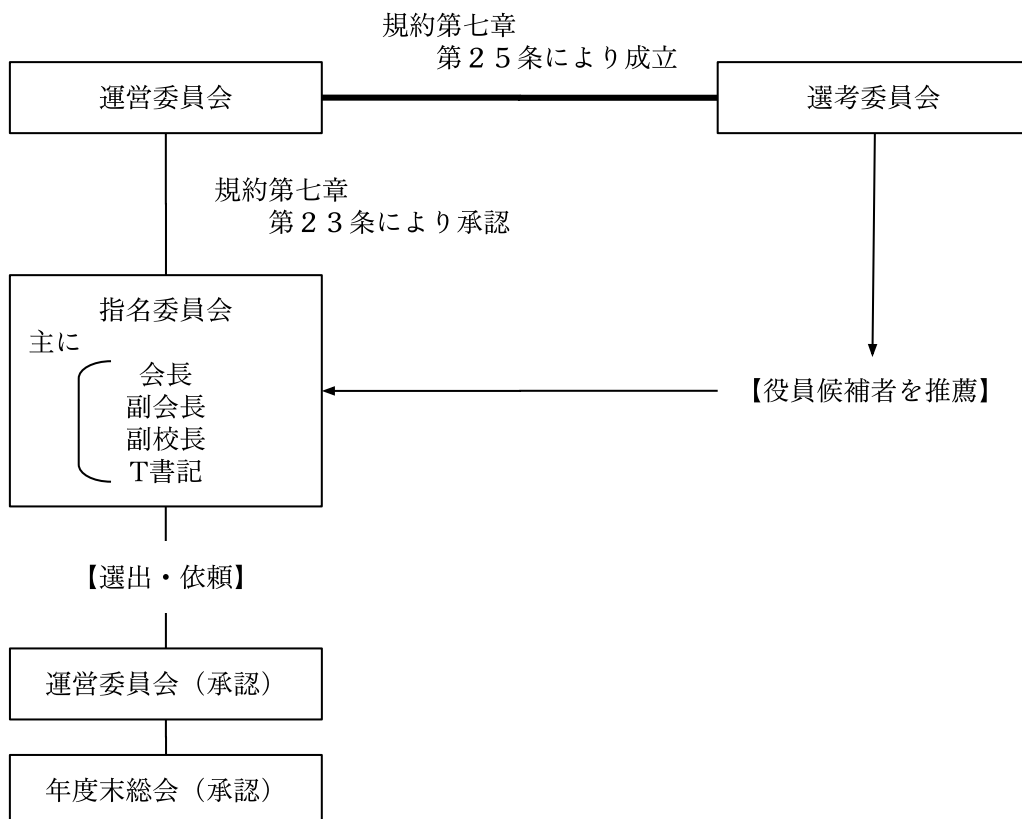 規約第七章
第２５条により成立
運営委員会
選考委員会
規約第七章
第２３条により承認
指名委員会
主に
会長
副会長
副校長
T書記
【役員候補者を推薦】
【選出・依頼】
運営委員会（承認）
年度末総会（承認）